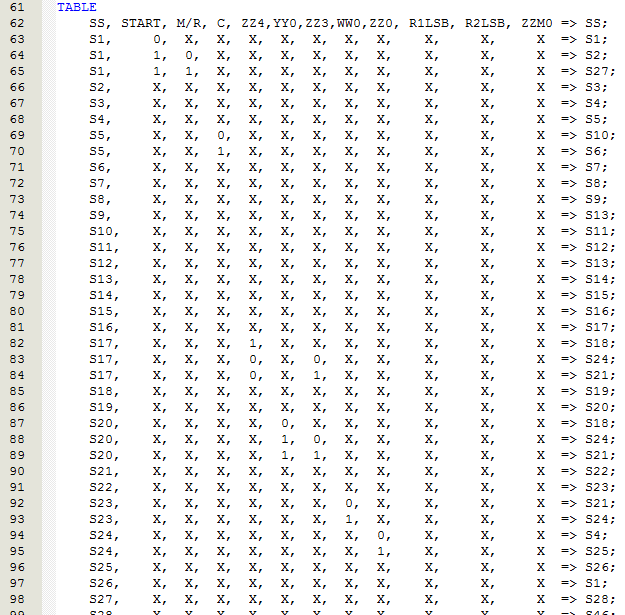 61 TABLE
62 SS, START, M/R, C, ZZ4,YY0,ZZ3,WW0,ZZ0, R1LSB, R2LSB, ZZM0 => SS;
63 S1, 0, X, X, X, X, X, X, X, X, X, X => S1;
64 S1, 1, 0, X, X, X, X, X, X, X, X, X => S2;
65 S1, 1, 1, X, X, X, X, X, X, X, X, X => S27;
66 S2, X, X, X, X, X, X, X, X, X, X, X => S3;
67 S3, X, X, X, X, X, X, X, X, X, X, X => S4;
68 S4, X, X, X, X, X, X, X, X, X, X, X => S5;
69 S5, X, X, 0, X, X, X, X, X, X, X, X => S10;
70 S5, X, X, 1, X, X, X, X, X, X, X, X => S6;
71 S6, X, X, X, X, X, X, X, X, X, X, X => S7;
72 S7, X, X, X, X, X, X, X, X, X, X, X => S8;
73 S8, X, X, X, X, X, X, X, X, X, X, X => S9;
74 S9, X, X, X, X, X, X, X, X, X, X, X => S13;
75 S10, X, X, X, X, X, X, X, X, X, X, X => S11;
76 S11, X, X, X, X, X, X, X, X, X, X, X => S12;
77 S12, X, X, X, X, X, X, X, X, X, X, X => S13;
78 S13, X, X, X, X, X, X, X, X, X, X, X => S14;
79 S14, X, X, X, X, X, X, X, X, X, X, X => S15;
80 S15, X, X, X, X, X, X, X, X, X, X, X => S16;
81 S16, X, X, X, X, X, X, X, X, X, X, X => S17;
82 S17, X, X, X, 1, X, X, X, X, X, X, X => S18;
83 S17, X, X, X, 0, X, 0, X, X, X, X, X => S24;
84 S17, X, X, X, 0, X, 1, X, X, X, X, X => S21;
85 S18, X, X, X, X, X, X, X, X, X, X, X => S19;
86 S19, X, X, X, X, X, X, X, X, X, X, X => S20;
87 S20, X, X, X, X, 0, X, X, X, X, X, X => S18;
88 S20, X, X, X, X, 1, 0, X, X, X, X, X => S24;
89 S20, X, X, X, X, 1, 1, X, X, X, X, X => S21;
90 S21, X, X, X, X, X, X, X, X, X, X, X => S22;
91 S22, X, X, X, X, X, X, X, X, X, X, X => S23;
92 S23, X, X, X, X, X, X, 0, X, X, X, X => S21;
93 S23, X, X, X, X, X, X, 1, X, X, X, X => S24;
94 S24, X, X, X, X, X, X, X, 0, X, X, X => S4;
95 S24, X, X, X, X, X, X, X, 1, X, X, X => S25;
96 S25, X, X, X, X, X, X, X, X, X, X, X => S26;
97 S26, X, X, X, X, X, X, X, X, X, X, X => S1;
98 S27, X, X, X, X, X, X, X, X, X, X, X => S28;